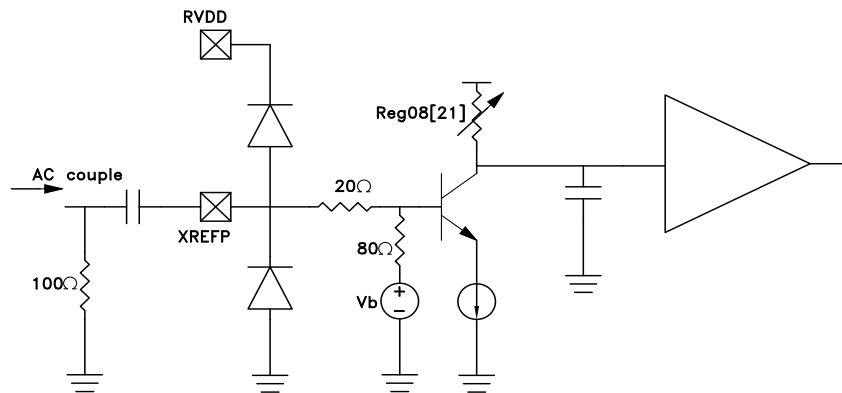 RVDD
Reg08[21]
AC couple
20Ω
XREFP
80Ω
100Ω
Vb
+
−